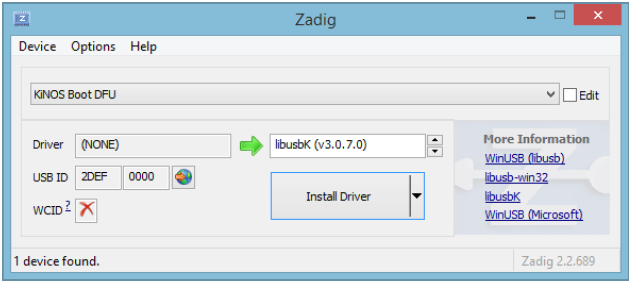 Zadig
Device Options Help
KiNOS Boot DFU
Edit
Driver (NONE) libusbK (v3.0.7.0)
USB ID 2DEF 0000
WCID ?
Install Driver
More Information
WinUSB (libusb)
libusb-win32
libusbK
WinUSB (Microsoft)
1 device found.
Zadig 2.2.689